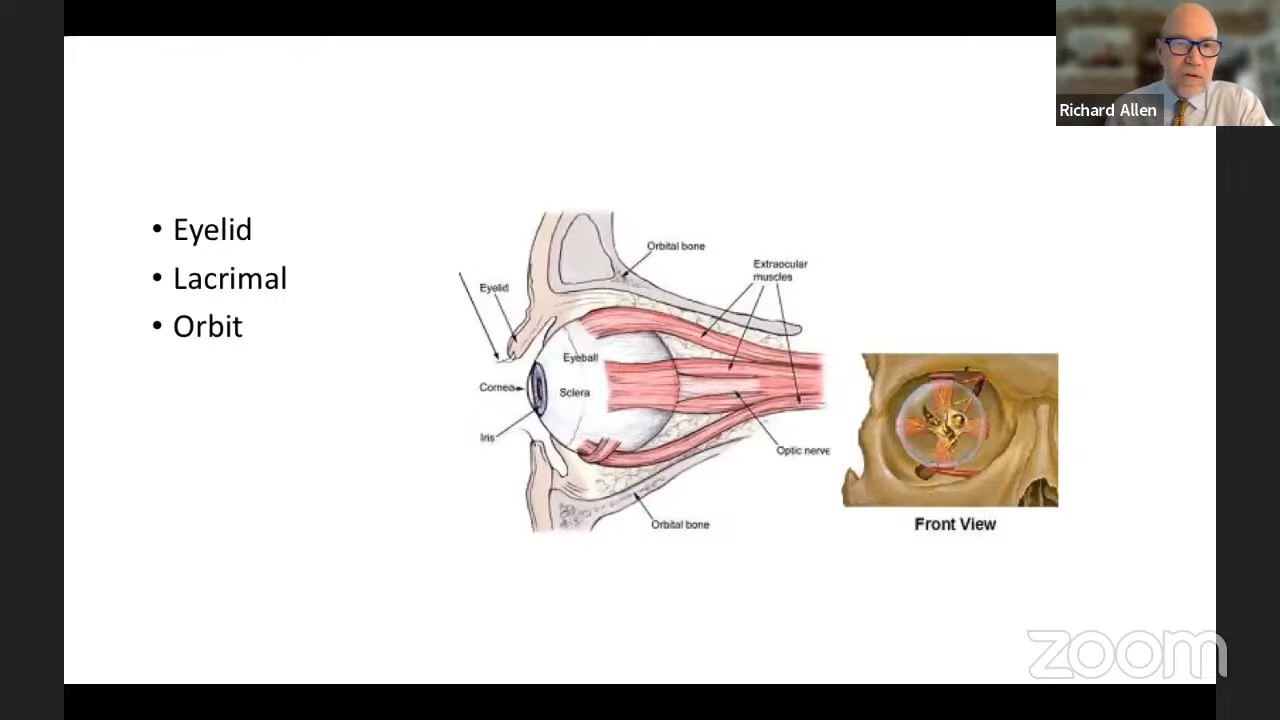 Richard Allen
• Eyelid
• Lacrimal
• Orbit
Orbital bone
Extraocular
muscles
Eyelid
Eyeball
Cornea
Sclera
Iris
Optic nerve
Orbital bone
Front View
zoom